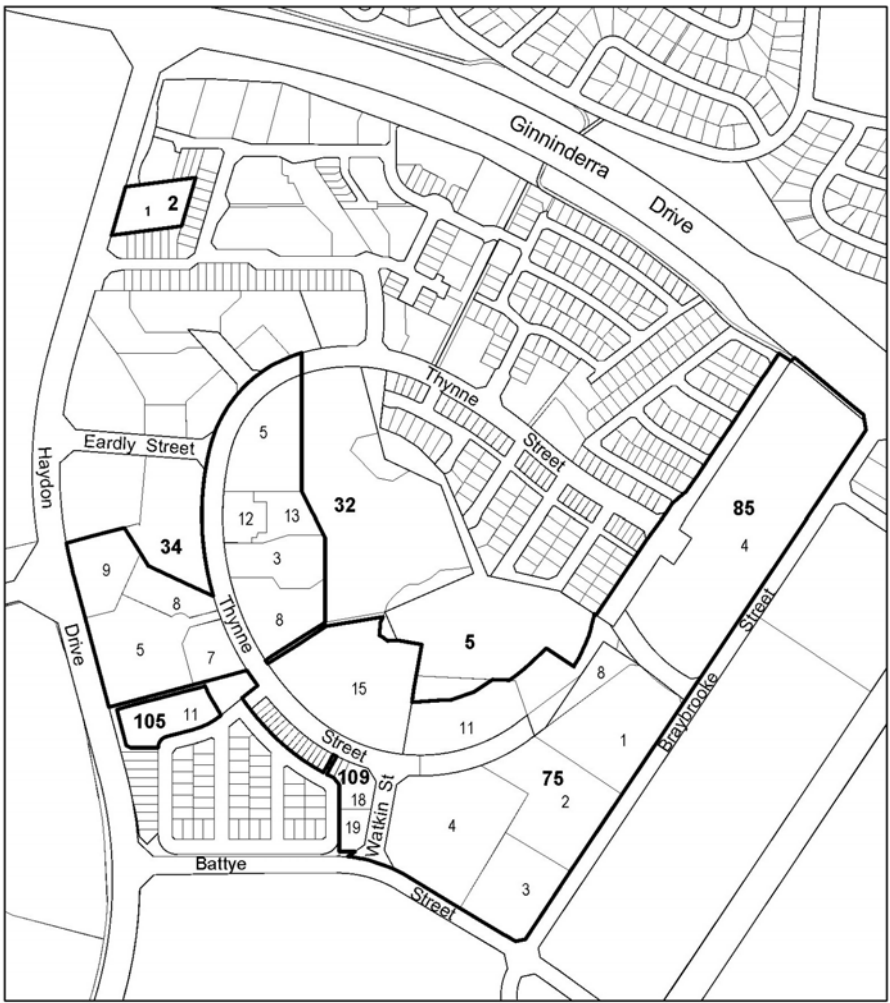 Ginninderra
Drive
1 2
Thynne
Street
Eardly Street
Haydon
Drive
5
12
13
3
8
32
34
9
8
5
7
Thynne
85
4
Street
Braybrooke
5
15
11
8
1
75
2
4
3
105 11
Street
109
18
19
Watkin St
Battye
Street